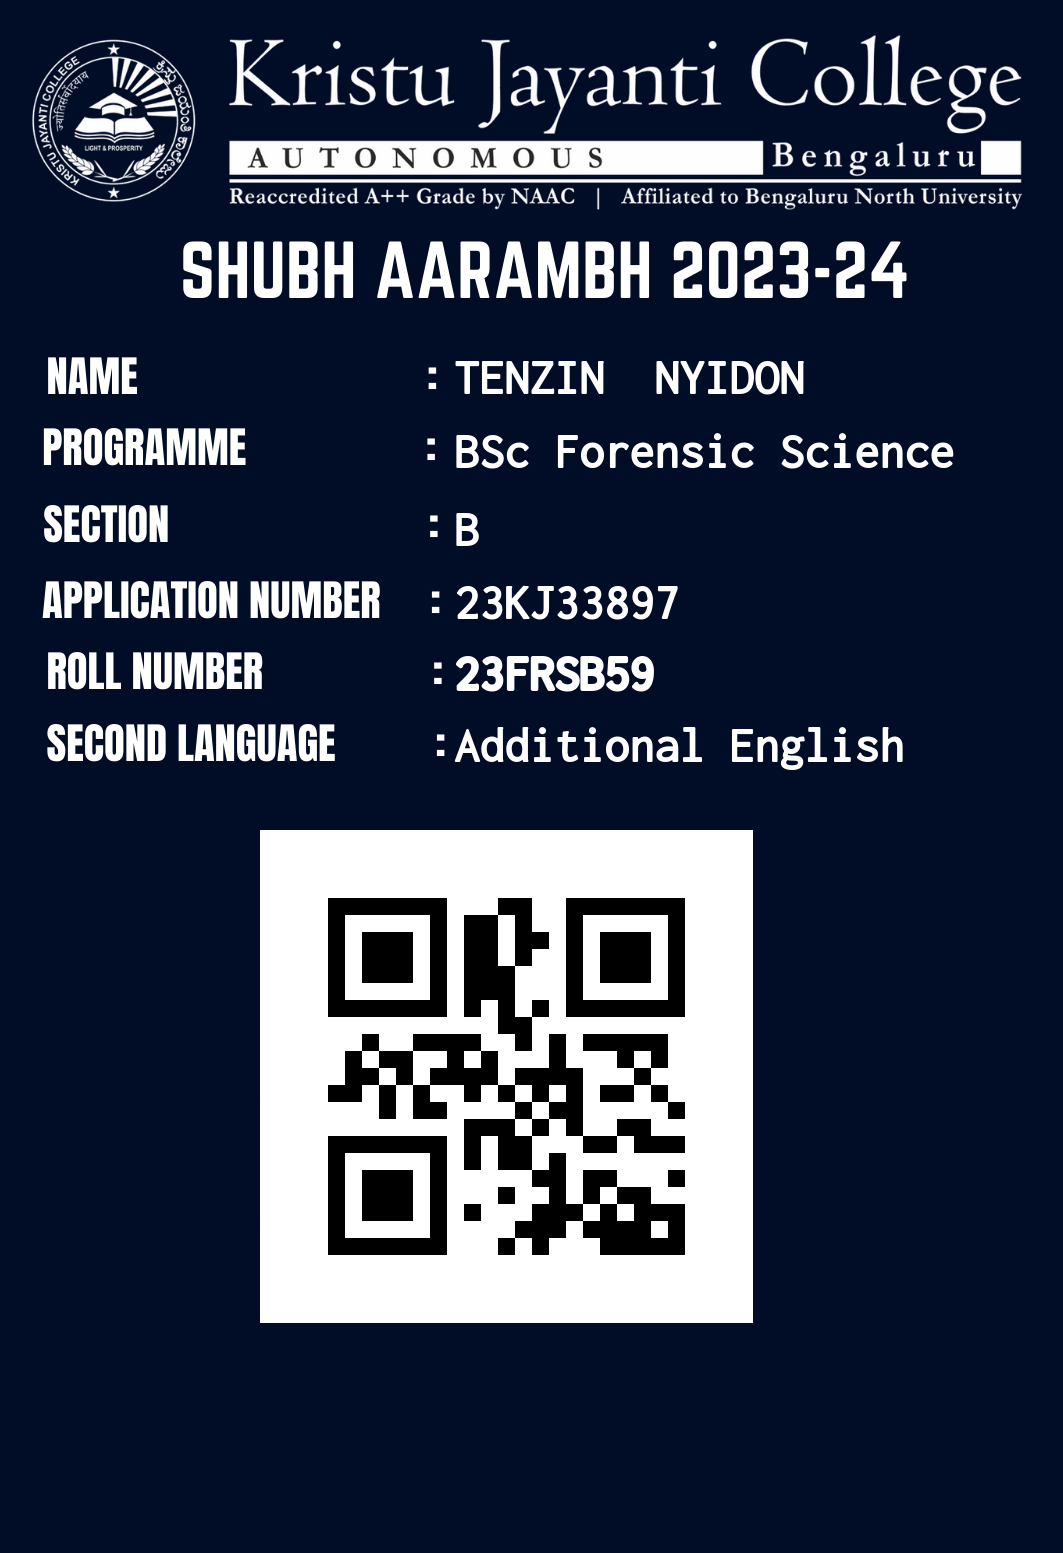 KRISTU JAYANTI COLLEGE
ಕ್ರಿಸ್ತು ಜಯಂತಿ ಕಾಲೇಜು
LIGHT & PROSPERITY
Kristu Jayanti College
AUTONOMOUS Bengaluru
Reaccredited A++ Grade by NAAC | Affiliated to Bengaluru North University
SHUBH AARAMBH 2023-24
NAME : TENZIN NYIDON
PROGRAMME : BSc Forensic Science
SECTION : B
APPLICATION NUMBER : 23KJ33897
ROLL NUMBER : 23FRSB59
SECOND LANGUAGE : Additional English